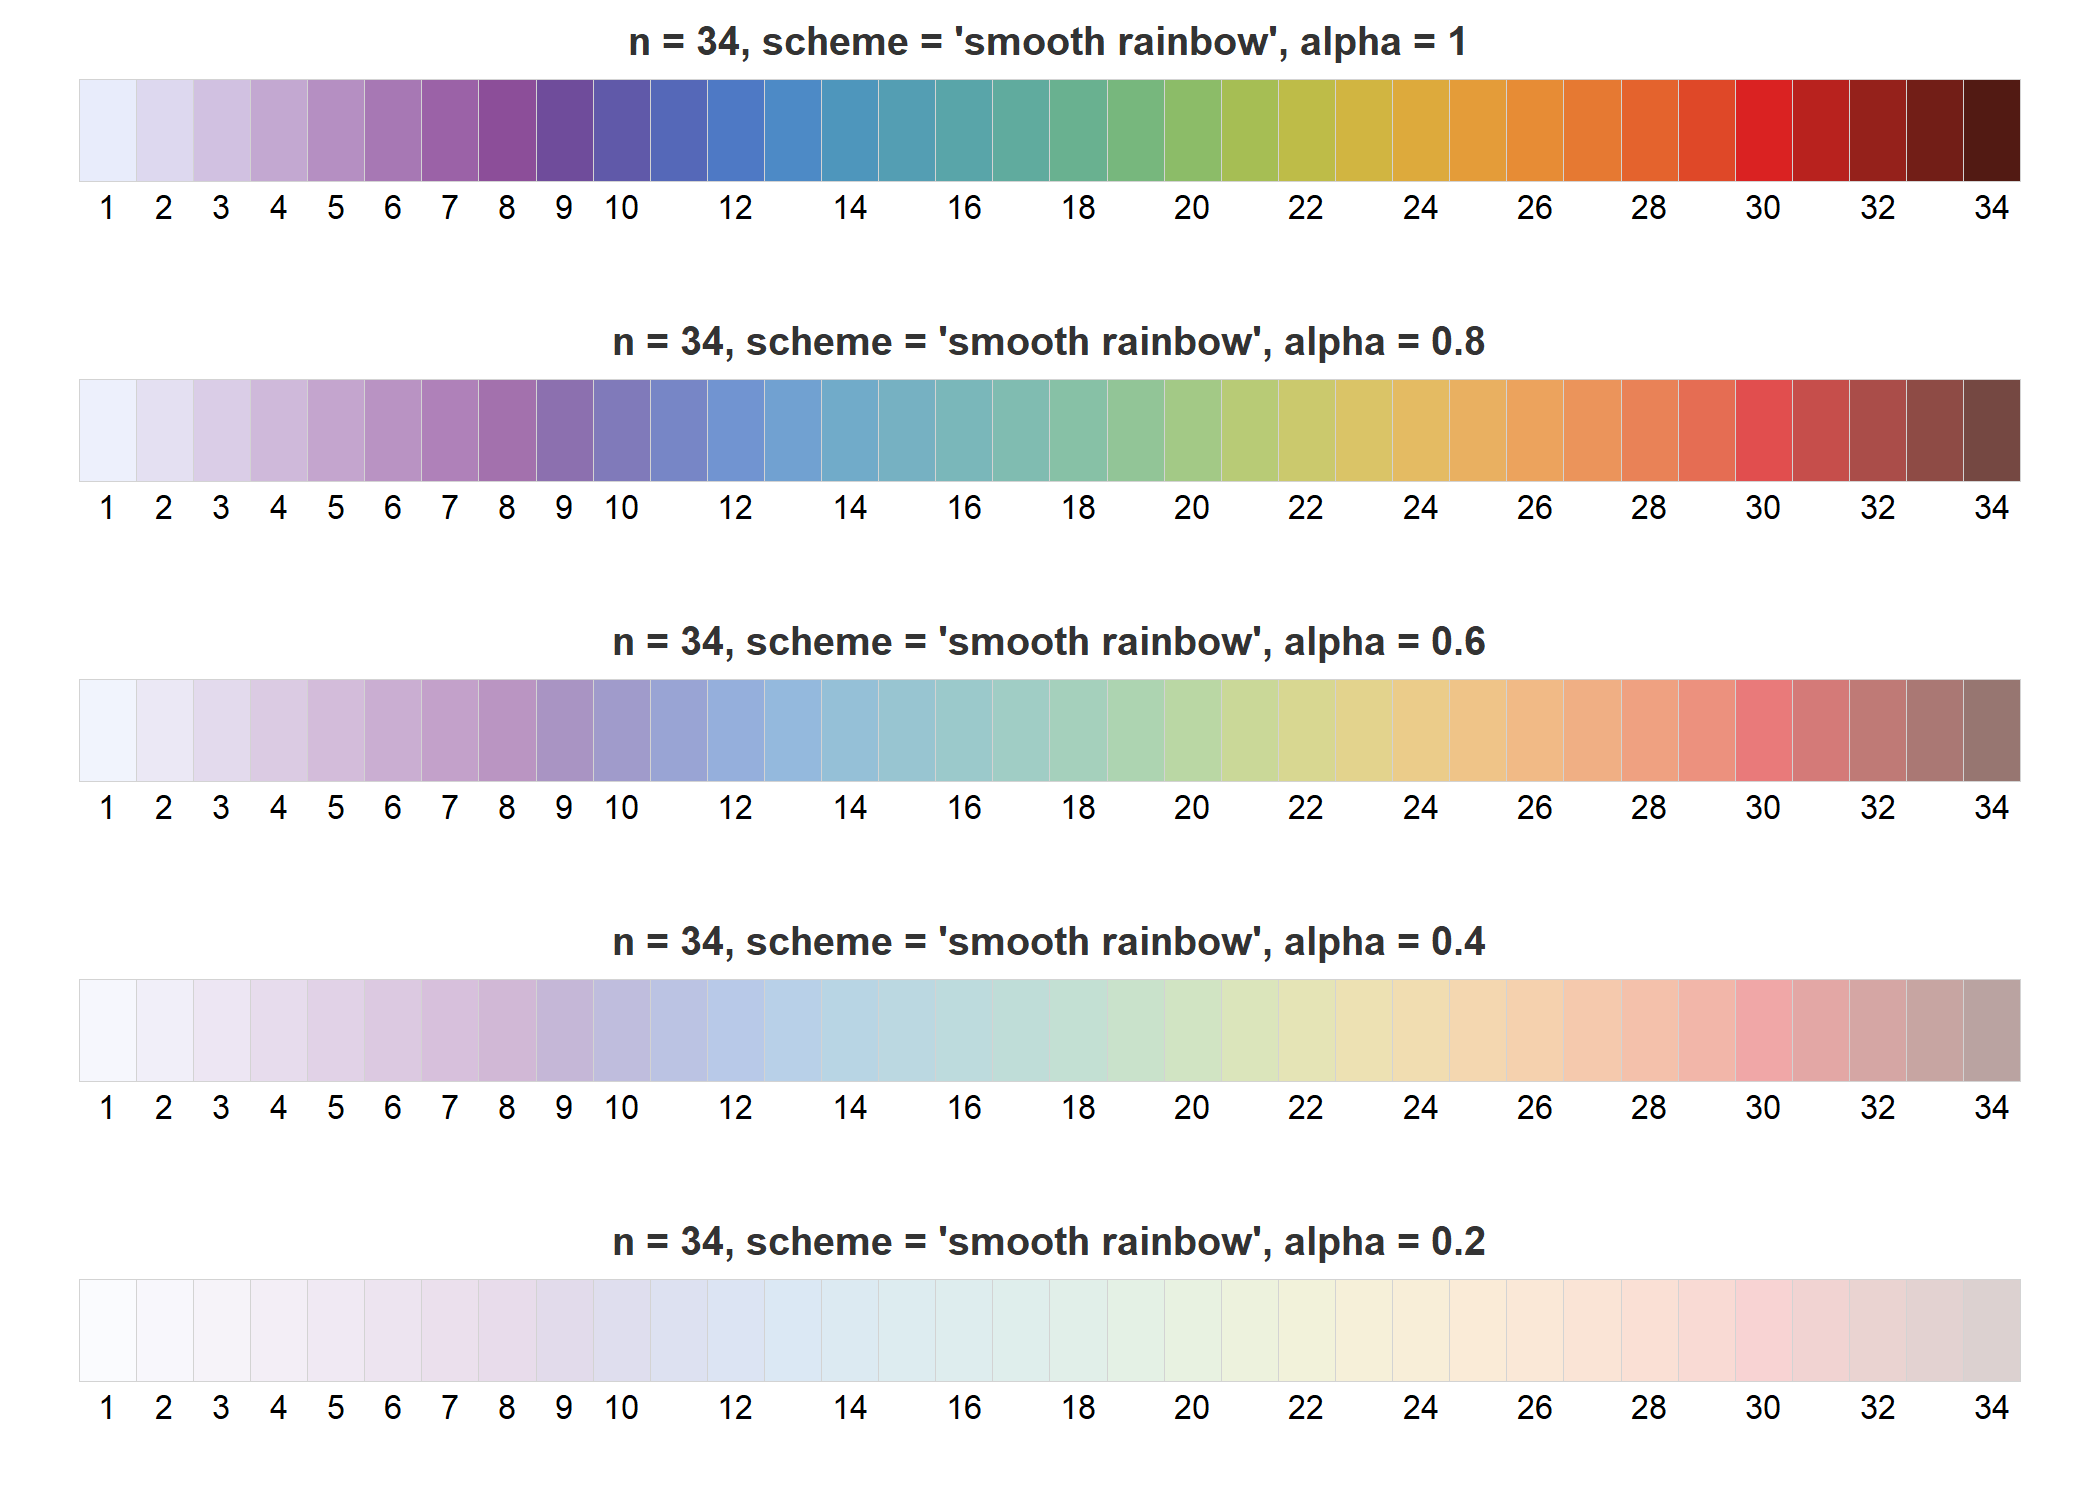 n = 34, scheme = 'smooth rainbow', alpha = 1
1 2 3 4 5 6 7 8 9 10 12 14 16 18 20 22 24 26 28 30 32 34
n = 34, scheme = 'smooth rainbow', alpha = 0.8
1 2 3 4 5 6 7 8 9 10 12 14 16 18 20 22 24 26 28 30 32 34
n = 34, scheme = 'smooth rainbow', alpha = 0.6
1 2 3 4 5 6 7 8 9 10 12 14 16 18 20 22 24 26 28 30 32 34
n = 34, scheme = 'smooth rainbow', alpha = 0.4
1 2 3 4 5 6 7 8 9 10 12 14 16 18 20 22 24 26 28 30 32 34
n = 34, scheme = 'smooth rainbow', alpha = 0.2
1 2 3 4 5 6 7 8 9 10 12 14 16 18 20 22 24 26 28 30 32 34